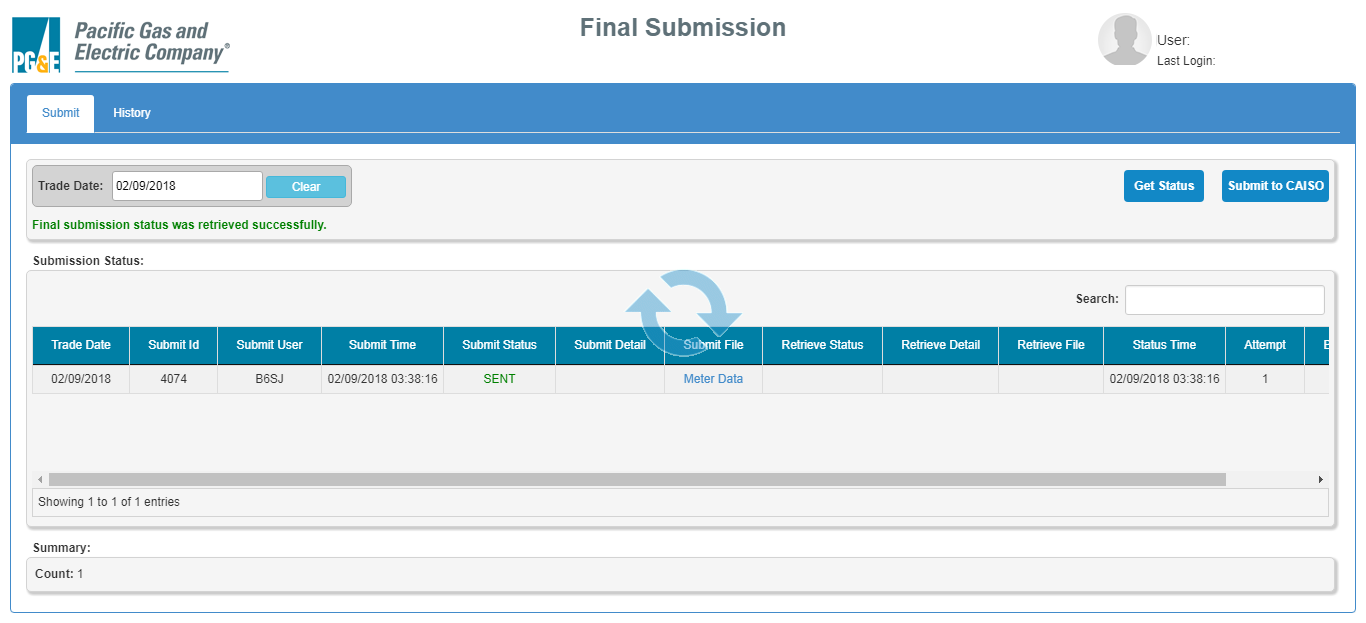 PG&E Pacific Gas and
Electric Company®
Final Submission
User:
Last Login:
Submit History
Trade Date: 02/09/2018 Clear Get Status Submit to CAISO
Final submission status was retrieved successfully.
Submission Status:
Search:
Trade Date Submit Id Submit User Submit Time Submit Status Submit Detail Submit File Retrieve Status Retrieve Detail Retrieve File Status Time Attempt
02/09/2018 4074 B6SJ 02/09/2018 03:38:16 SENT Meter Data 02/09/2018 03:38:16 1
Showing 1 to 1 of 1 entries
Summary:
Count: 1